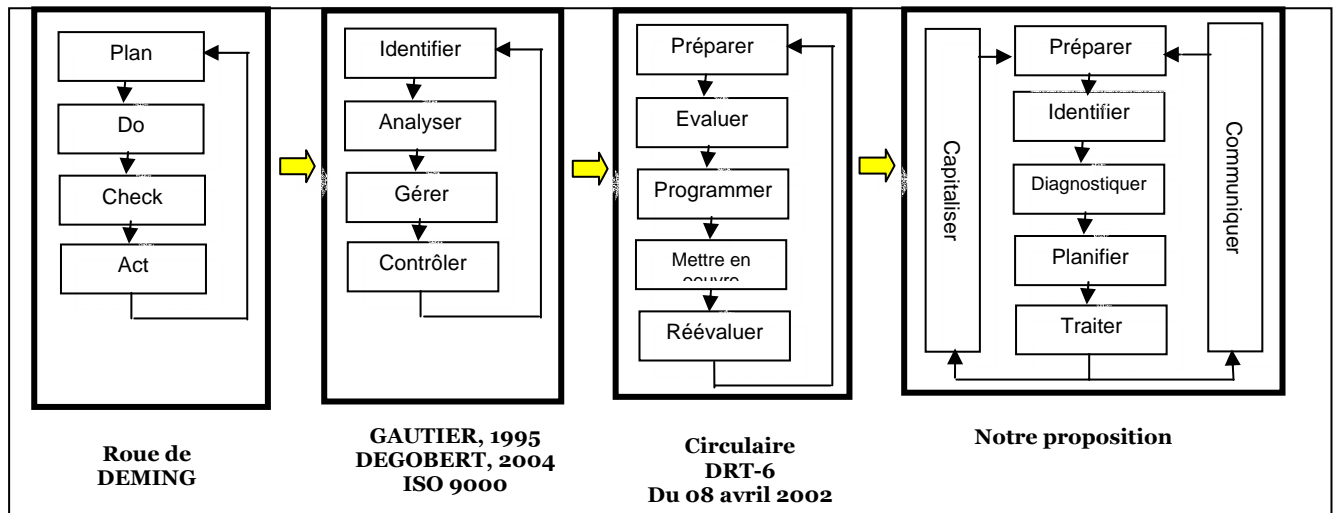 Plan
Do
Check
Act
Roue de
DEMING
Identifier
Analyser
Gérer
Contrôler
GAUTIER, 1995
DEGOBERT, 2004
ISO 9000
Préparer
Evaluer
Programmer
Mettre en
oeuvre
Réévaluer
Circulaire
DRT-6
Du 08 avril 2002
Capitaliser
Préparer
Identifier
Diagnostiquer
Planifier
Traiter
Communiquer
Notre proposition